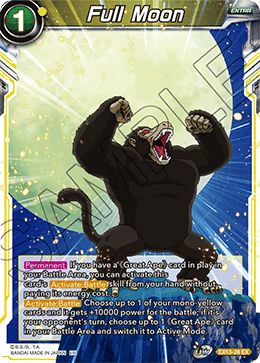 1
Full Moon
EXTRA
SAMPLE
Permanent If you have a 《Great Ape》 card in play in
your Battle Area, you can activate this
card's Activate:Battle skill from your hand without
paying its energy cost.
Activate:Battle Choose up to 1 of your mono-yellow
cards and it gets +10000 power for the battle; if it's
your opponent's turn, choose up to 1 《Great Ape》 card
in your Battle Area and switch it to Active Mode.
BANDAI MADE IN JAPAN EN
EX13-28 EX